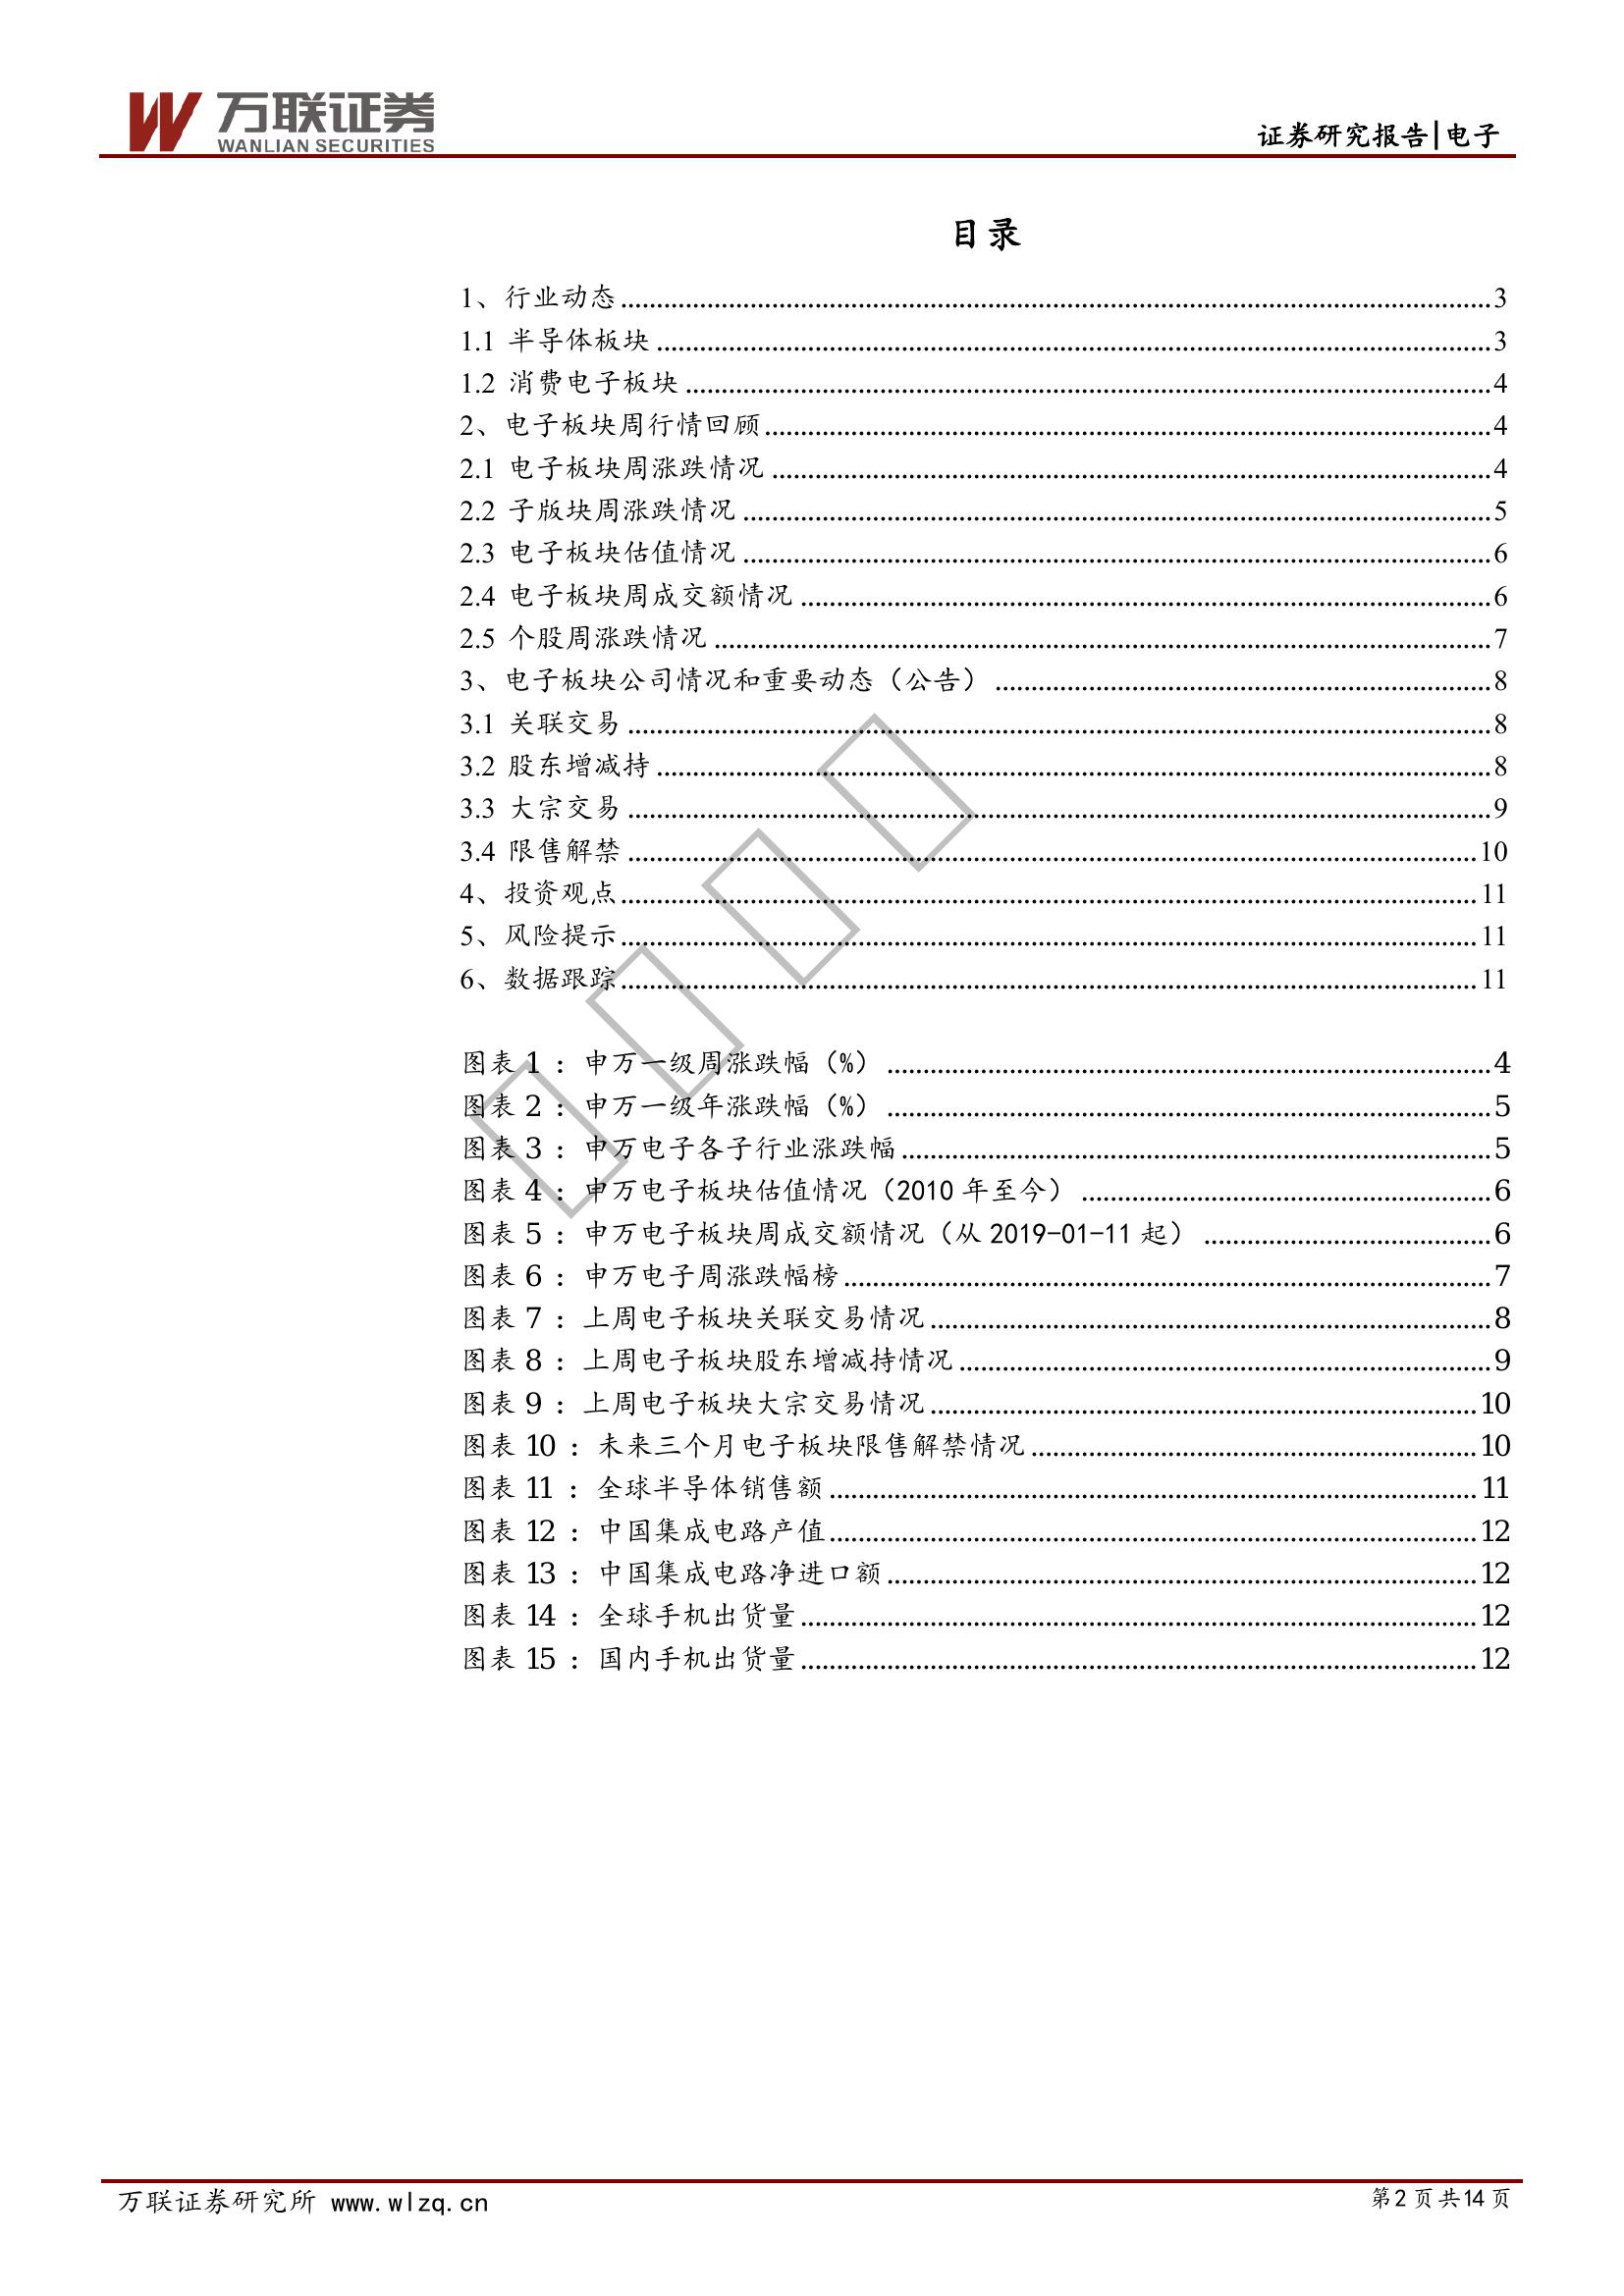 万联证券
WANLIAN SECURITIES
证券研究报告|电子
目录
1、行业动态........................................3
1.1 半导体板块........................................3
1.2 消费电子板块........................................4
2、电子板块周行情回顾........................................4
2.1 电子板块周涨跌情况........................................4
2.2 子版块周涨跌情况........................................5
2.3 电子板块估值情况........................................6
2.4 电子板块周成交额情况........................................6
2.5 个股周涨跌情况........................................7
3、电子板块公司情况和重要动态（公告）........................................8
3.1 关联交易........................................8
3.2 股东增减持........................................8
3.3 大宗交易........................................9
3.4 限售解禁........................................10
4、投资观点........................................11
5、风险提示........................................11
6、数据跟踪........................................11
图表 1 ：申万一级周涨跌幅（%）........................................4
图表 2 ：申万一级年涨跌幅（%）........................................5
图表 3 ：申万电子各子行业涨跌幅........................................5
图表 4 ：申万电子板块估值情况（2010 年至今）........................................6
图表 5 ：申万电子板块周成交额情况（从 2019-01-11 起）........................................6
图表 6 ：申万电子周涨跌幅榜........................................7
图表 7 ：上周电子板块关联交易情况........................................8
图表 8 ：上周电子板块股东增减持情况........................................9
图表 9 ：上周电子板块大宗交易情况........................................10
图表 10 ：未来三个月电子板块限售解禁情况........................................10
图表 11 ：全球半导体销售额........................................11
图表 12 ：中国集成电路产值........................................12
图表 13 ：中国集成电路净进口额........................................12
图表 14 ：全球手机出货量........................................12
图表 15 ：国内手机出货量........................................12
万联证券研究所 www.wlzq.cn
第2页共14页